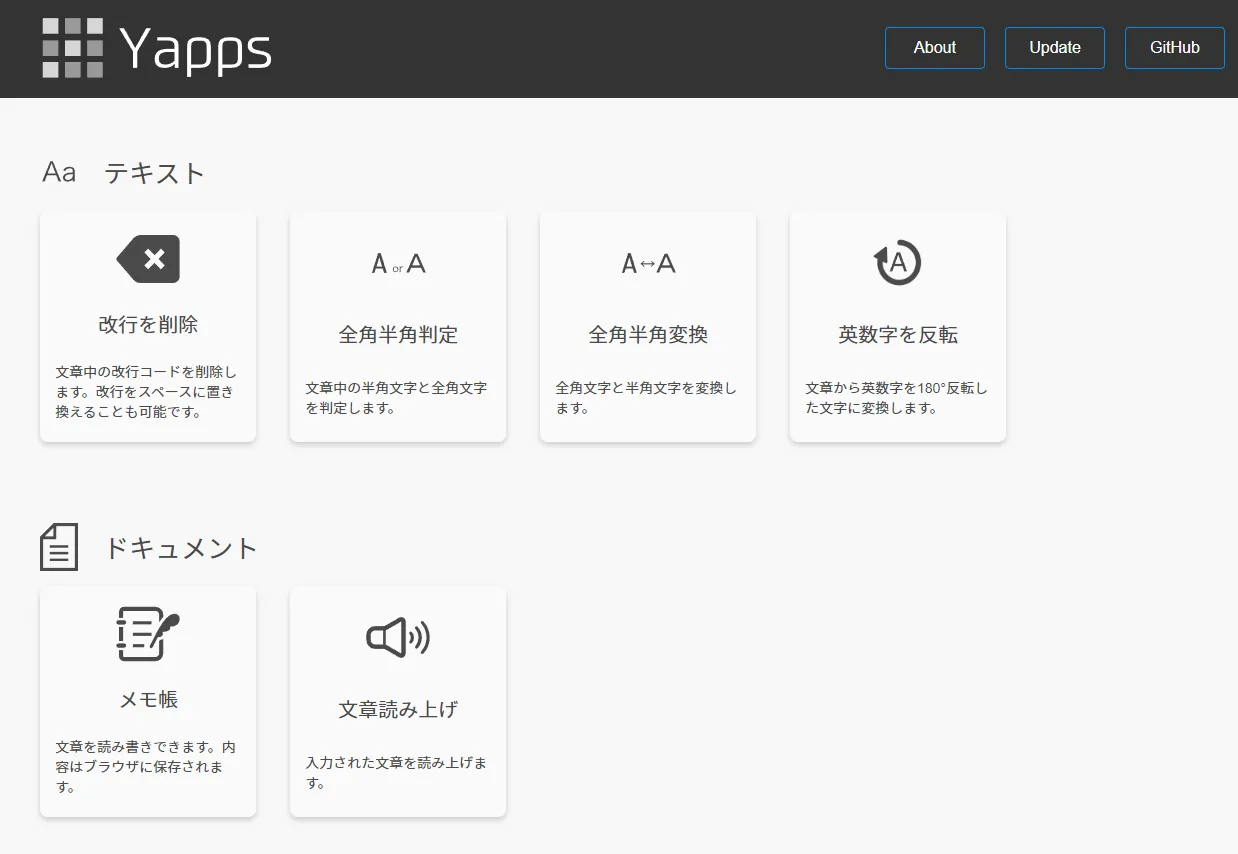 Yapps
About
Update
GitHub
Aa テキスト
改行を削除
文章中の改行コードを削除し
ます。改行をスペースに置き
換えることも可能です。
A or A
全角半角判定
文章中の半角文字と全角文字
を判定します。
A↔A
全角半角変換
全角文字と半角文字を変換し
ます。
A
英数字を反転
文章から英数字を180°反転し
た文字に変換します。
ドキュメント
メモ帳
文章を読み書きできます。内
容はブラウザに保存されま
す。
文章読み上げ
入力された文章を読み上げま
す。